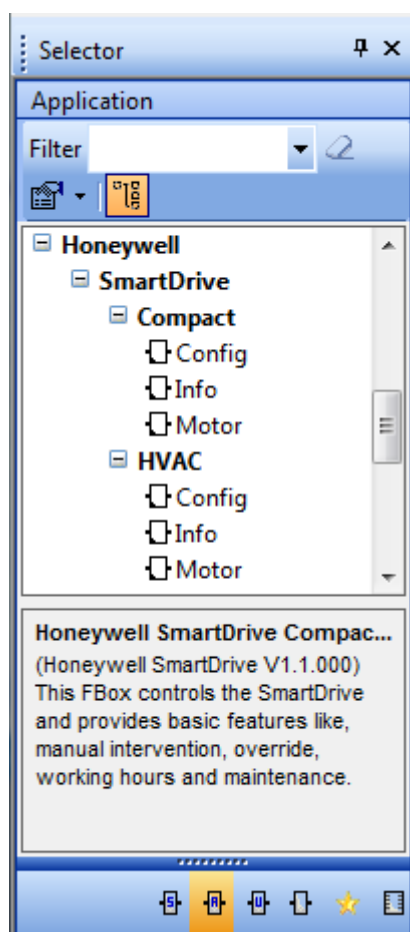 Selector
Application
Filter
Honeywell
SmartDrive
Compact
Config
Info
Motor
HVAC
Config
Info
Motor
Honeywell SmartDrive Compac...
(Honeywell SmartDrive V1.1.000)
This FBox controls the SmartDrive
and provides basic features like,
manual intervention, override,
working hours and maintenance.
S A U